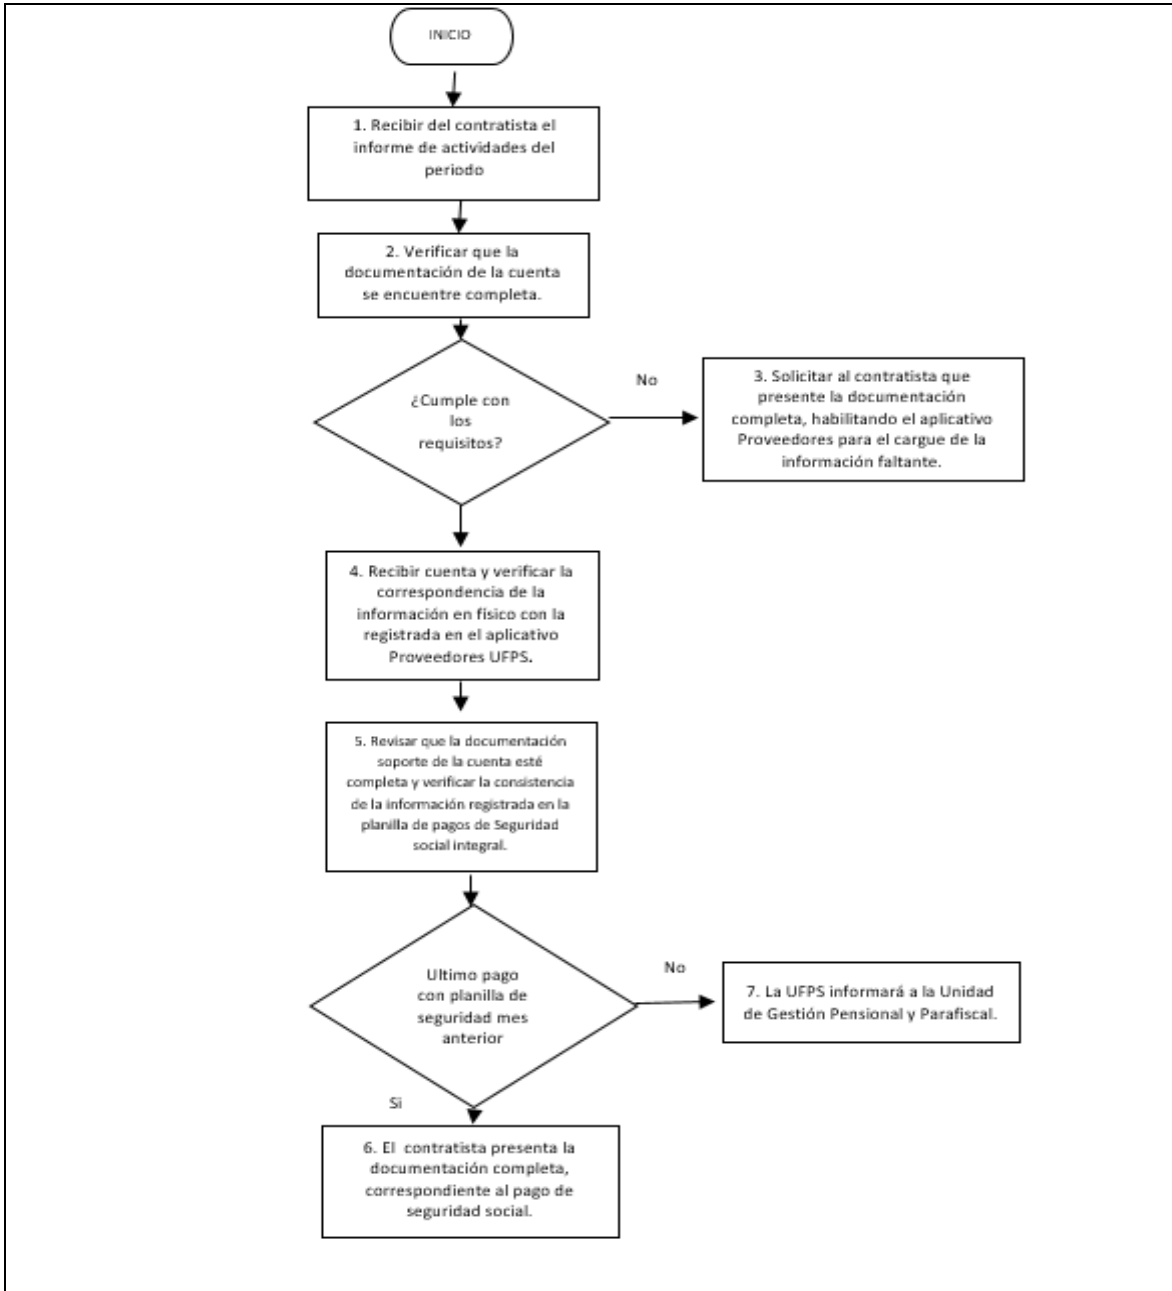 INICIO
1. Recibir del contratista el
informe de actividades del
periodo
2. Verificar que la
documentación de la cuenta
se encuentre completa.
¿Cumple con
los
requisitos?
No
3. Solicitar al contratista que
presente la documentación
completa, habilitando el aplicativo
Proveedores para el cargue de la
información faltante.
4. Recibir cuenta y verificar la
correspondencia de la
información en físico con la
registrada en el aplicativo
Proveedores UFPS.
5. Revisar que la documentación
soporte de la cuenta esté
completa y verificar la consistencia
de la información registrada en la
planilla de pagos de Seguridad
social integral.
Ultimo pago
con planilla de
seguridad mes
anterior
No
7. La UFPS informará a la Unidad
de Gestión Pensional y Parafiscal.
Si
6. El contratista presenta la
documentación completa,
correspondiente al pago de
seguridad social.